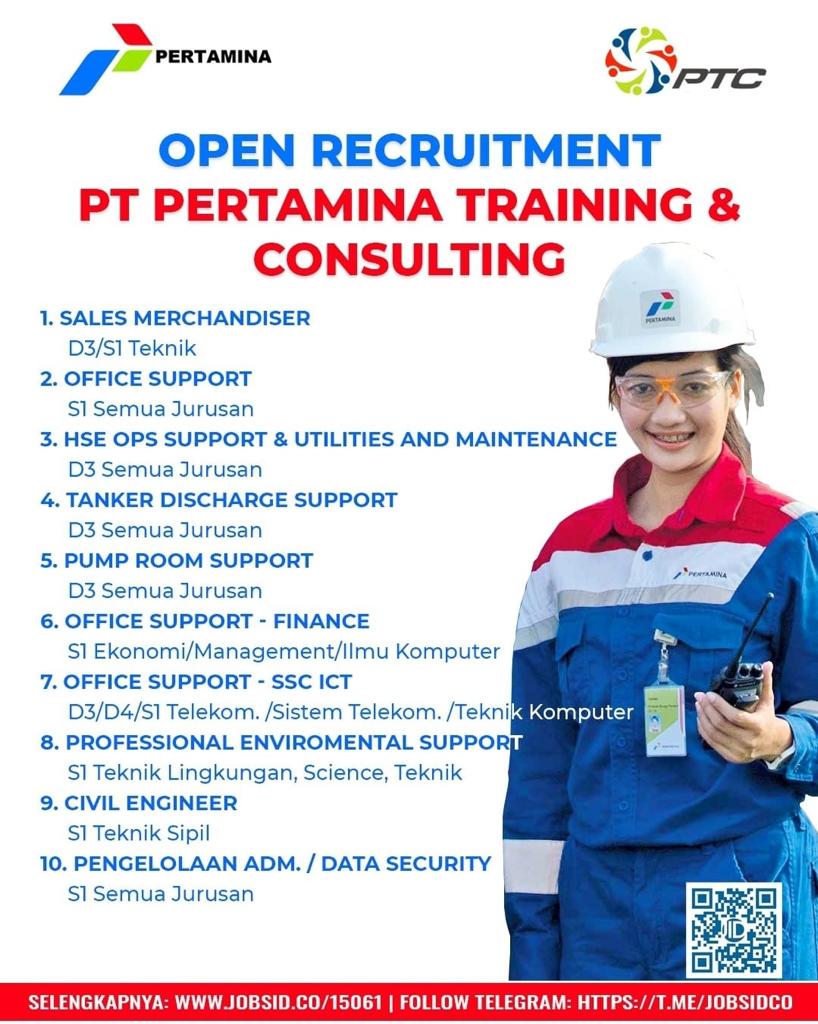 PERTAMINA
PTC
OPEN RECRUITMENT
PT PERTAMINA TRAINING &
CONSULTING
1. SALES MERCHANDISER
D3/S1 Teknik
2. OFFICE SUPPORT
S1 Semua Jurusan
3. HSE OPS SUPPORT & UTILITIES AND MAINTENANCE
D3 Semua Jurusan
4. TANKER DISCHARGE SUPPORT
D3 Semua Jurusan
5. PUMP ROOM SUPPORT
D3 Semua Jurusan
6. OFFICE SUPPORT - FINANCE
S1 Ekonomi/Management/Ilmu Komputer
7. OFFICE SUPPORT - SSC ICT
D3/D4/S1 Telekom. /Sistem Telekom. /Teknik Komputer
8. PROFESSIONAL ENVIROMENTAL SUPPORT
S1 Teknik Lingkungan, Science, Teknik
9. CIVIL ENGINEER
S1 Teknik Sipil
10. PENGELOLAAN ADM. / DATA SECURITY
S1 Semua Jurusan
PERTAMINA
PERTAMINA
SELENGKAPNYA: WWW.JOBSID.CO/15061 | FOLLOW TELEGRAM: HTTPS://T.ME/JOBSIDCO